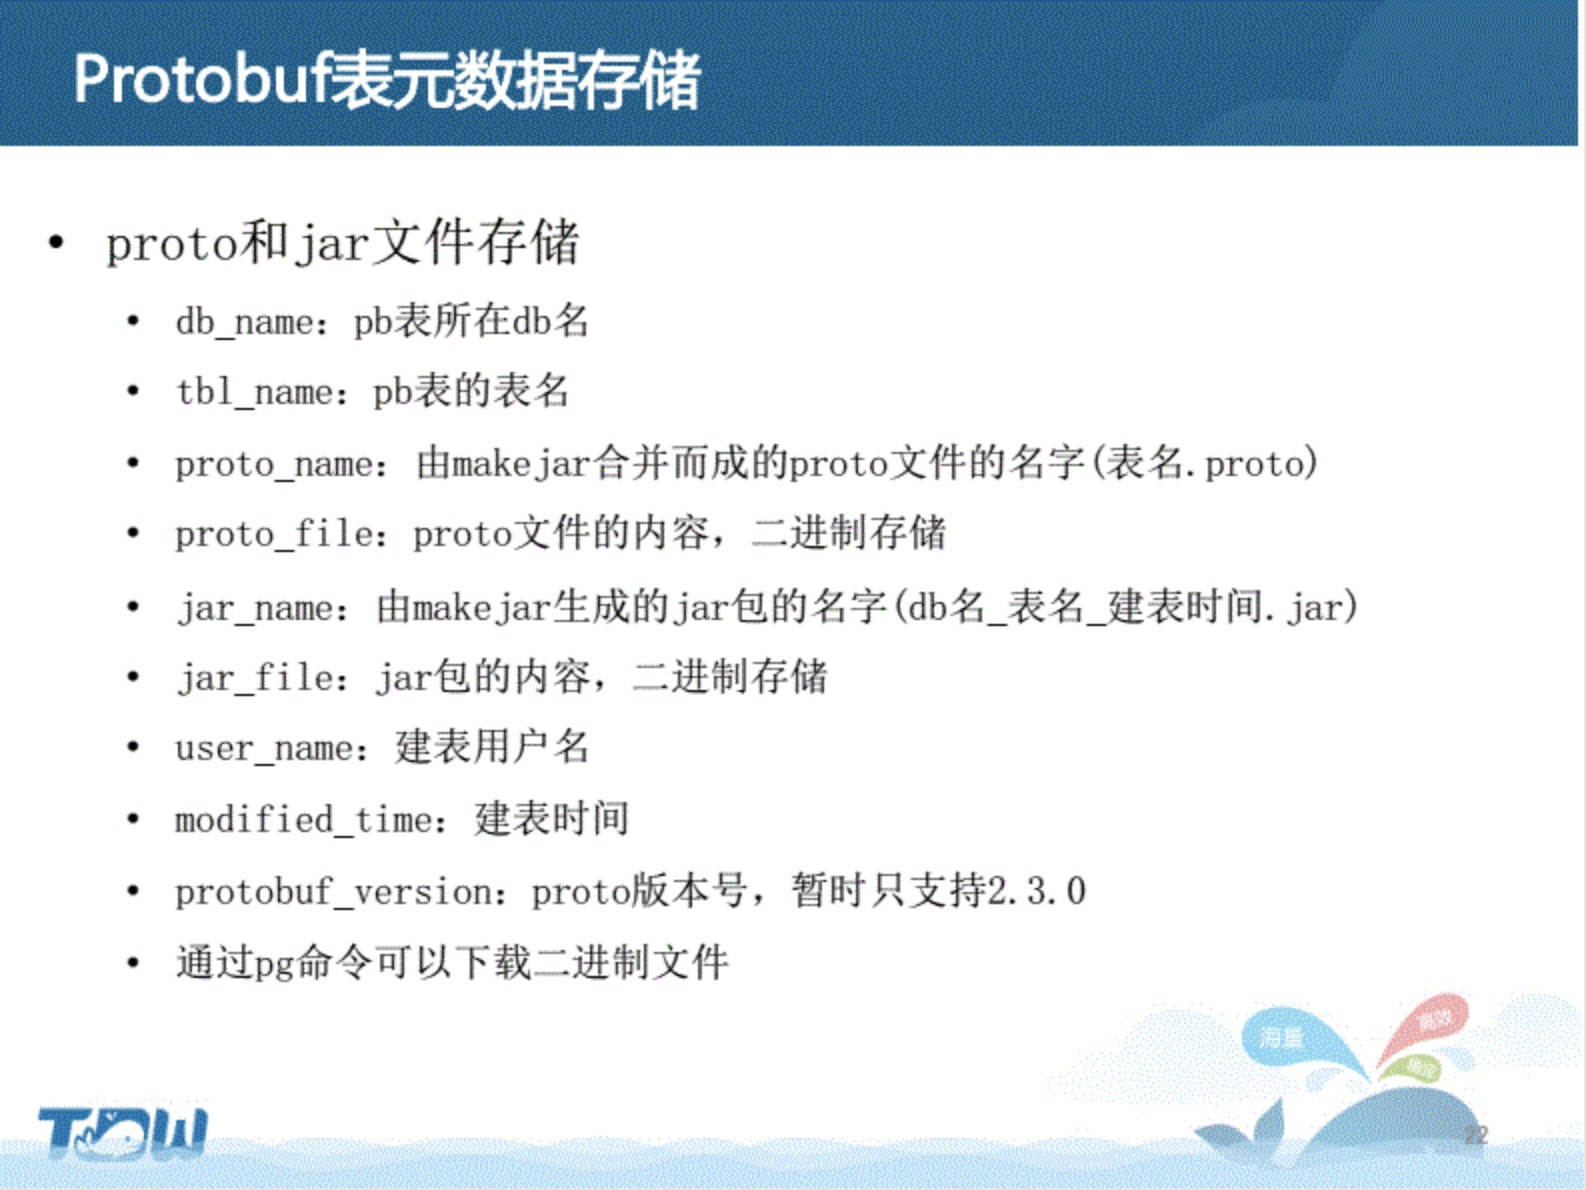 Protobuf表元数据存储
• proto和jar文件存储
• db_name：pb表所在db名
• tbl_name：pb表的表名
• proto_name：由makejar合并而成的proto文件的名字(表名.proto)
• proto_file：proto文件的内容，二进制存储
• jar_name：由makejar生成的jar包的名字(db名_表名_建表时间.jar)
• jar_file：jar包的内容，二进制存储
• user_name：建表用户名
• modified_time：建表时间
• protobuf_version：proto版本号，暂时只支持2.3.0
• 通过pg命令可以下载二进制文件
海量
高效
TDW
22